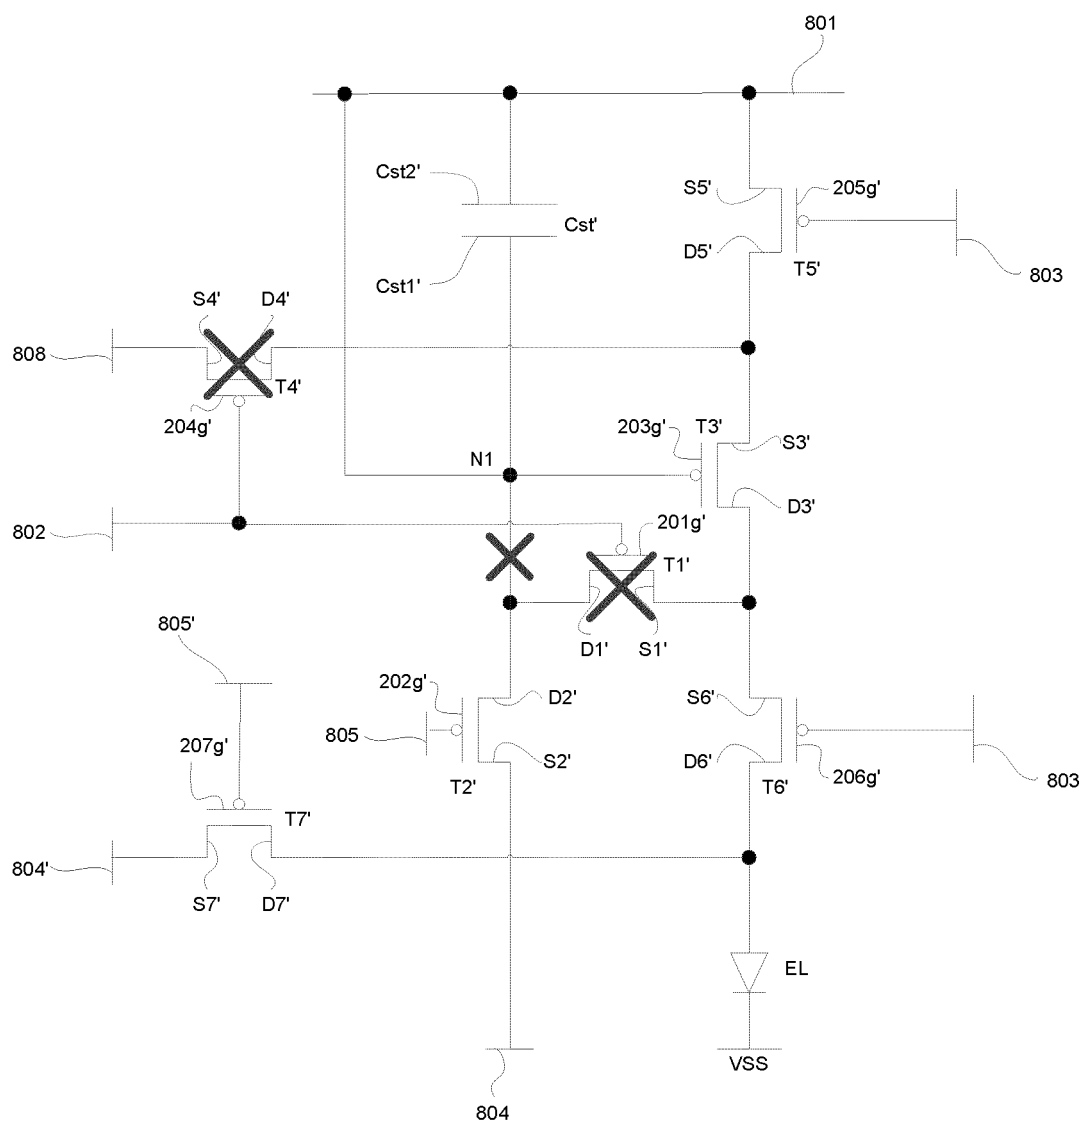 801
Cst2'
S5'
205g'
Cst'
D5'
T5'
803
Cst1'
S4'
D4'
808
T4'
204g'
T3'
203g'
S3'
N1
D3'
802
201g'
T1'
D1'
S1'
805'
202g'
D2'
S6'
207g'
805
S2'
D6'
T2'
T6'
206g'
803
T7'
804'
S7'
D7'
EL
VSS
804